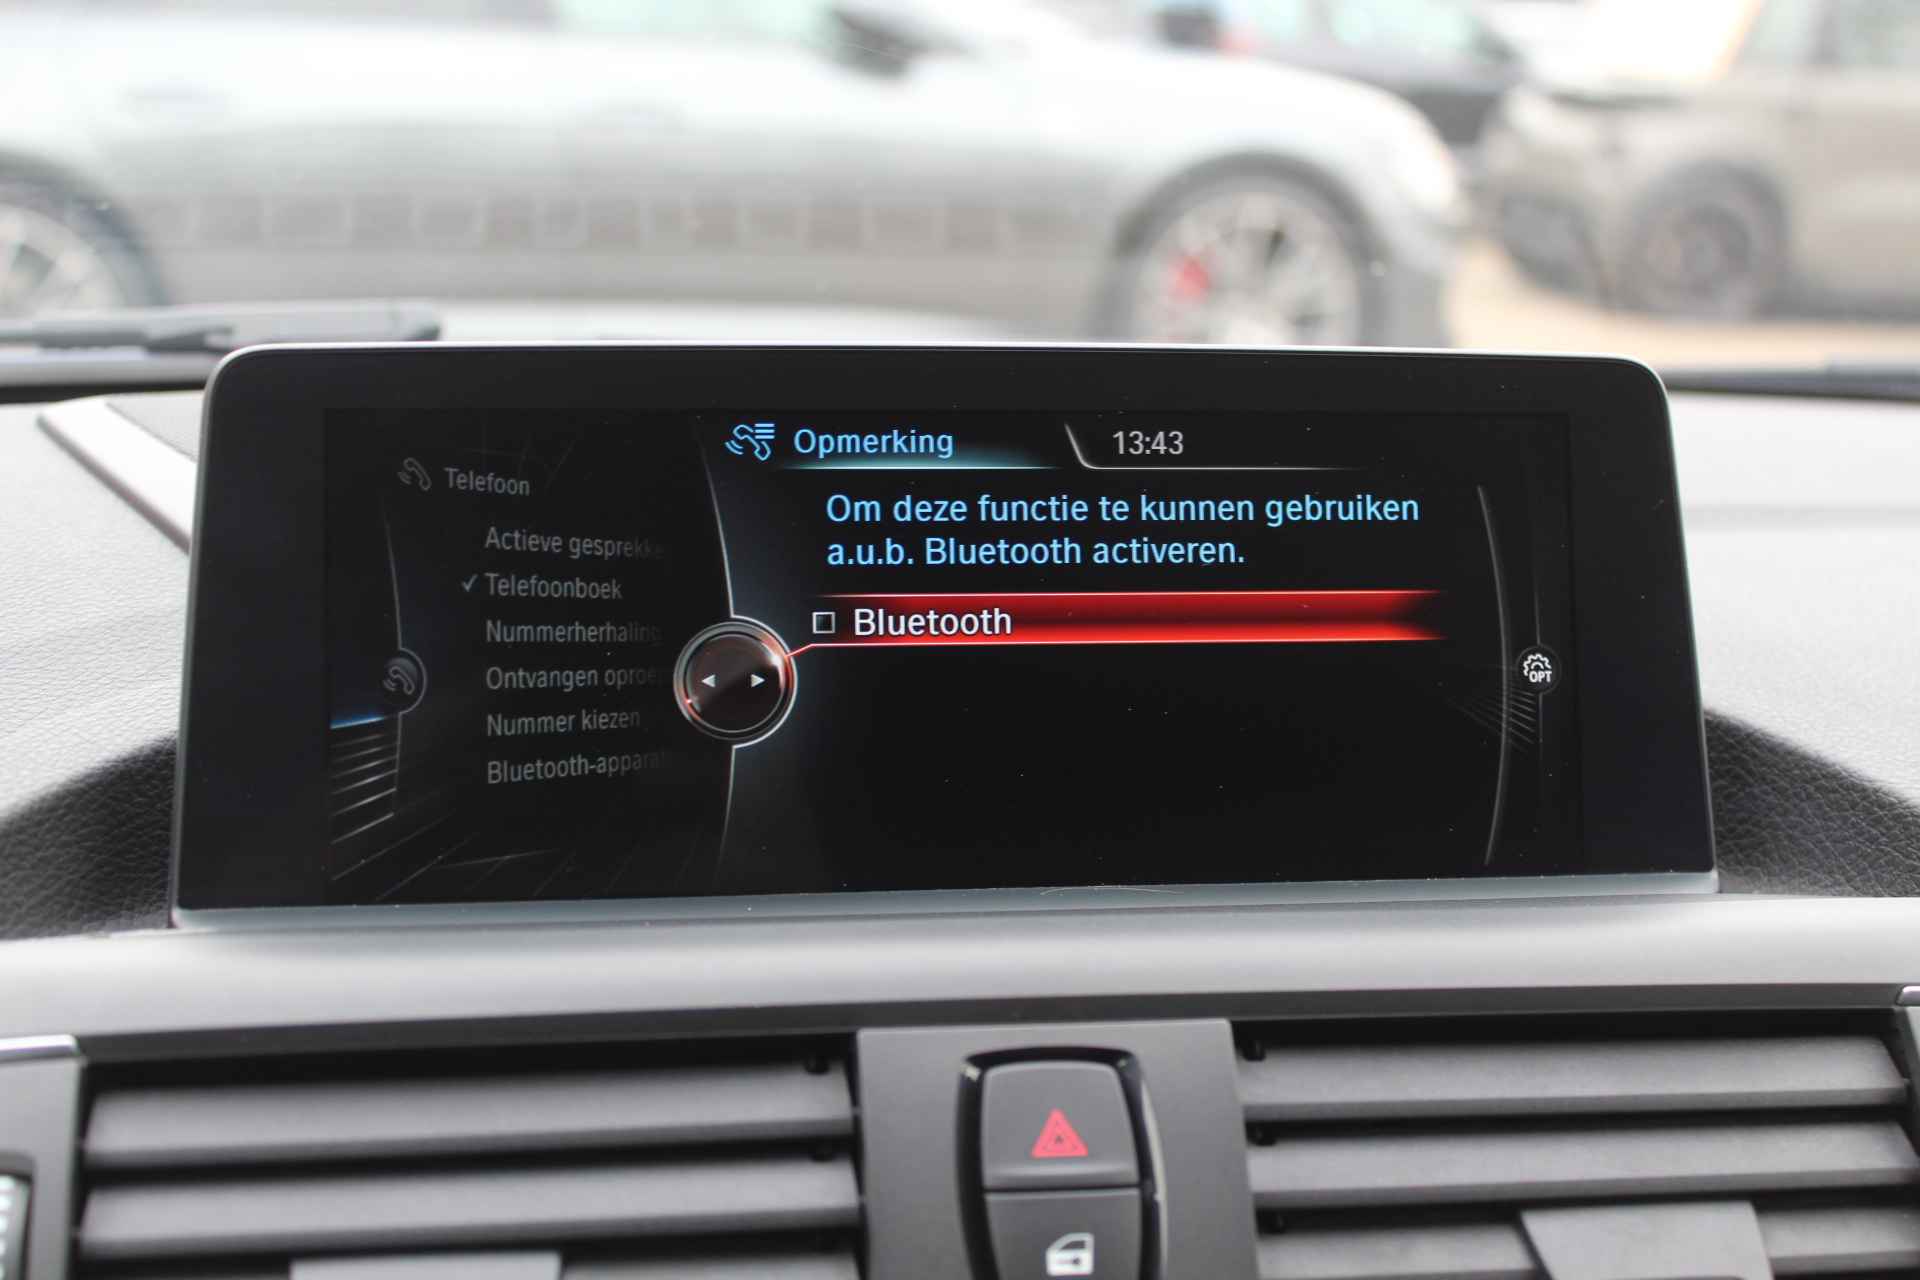 Opmerking
13:43
Telefoon
Actieve gesprekke
✓ Telefoonboek
Nummerherhaling
Ontvangen oproe
Nummer kiezen
Bluetooth-appara
Om deze functie te kunnen gebruiken
a.u.b. Bluetooth activeren.
Bluetooth
OPT